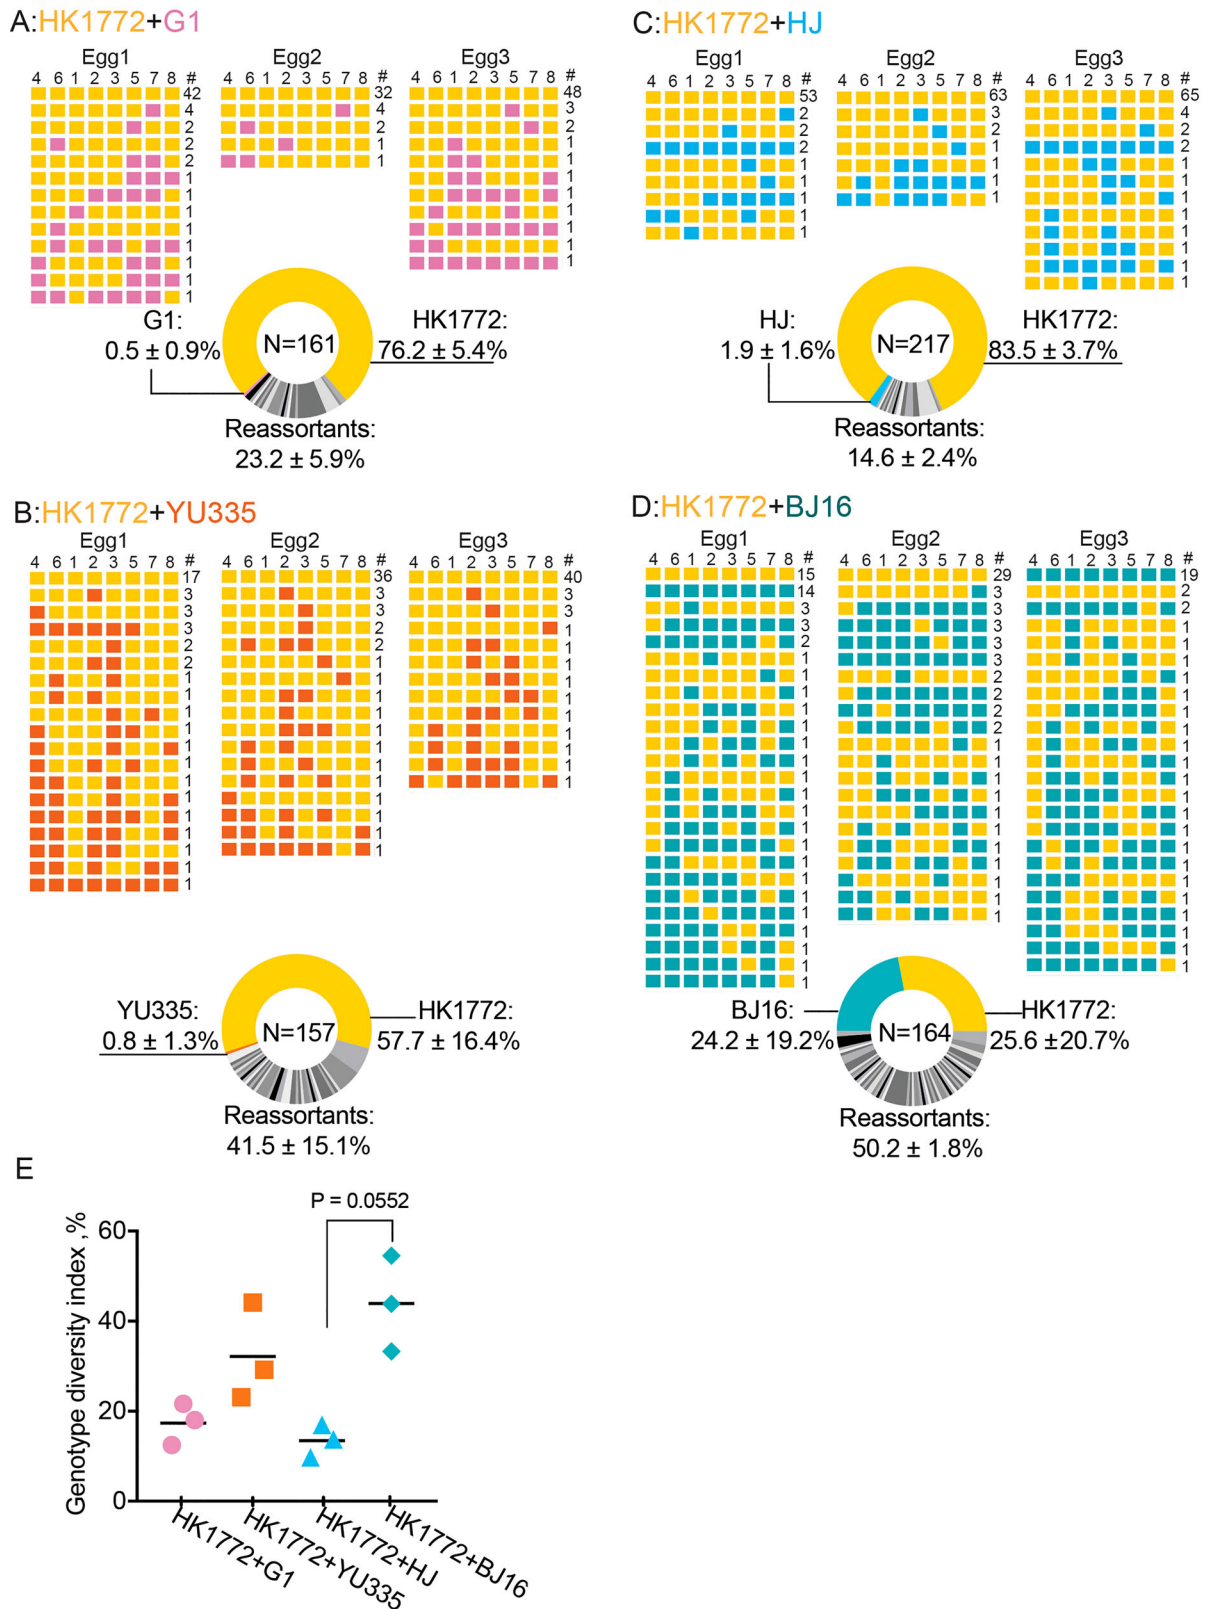 A:HK1772+G1
Egg1 Egg2 Egg3
4 6 1 2 3 5 7 8 # 4 6 1 2 3 5 7 8 # 4 6 1 2 3 5 7 8 #
42 32 48
4 4 3
2 2 2
2 1 1
2 1 1
1 1
1 1
1 1
1 1
1 1
1 1
1
1
G1:
0.5 ± 0.9%
N=161
HK1772:
76.2 ± 5.4%
Reassortants:
23.2 ± 5.9%
C:HK1772+HJ
Egg1 Egg2 Egg3
4 6 1 2 3 5 7 8 # 4 6 1 2 3 5 7 8 # 4 6 1 2 3 5 7 8 #
53 63 65
2 3 4
2 2 2
2 1 2
1 1 1
1 1 1
1 1 1
1 1
1 1
1
1
1
HJ:
1.9 ± 1.6%
N=217
HK1772:
83.5 ± 3.7%
Reassortants:
14.6 ± 2.4%
B:HK1772+YU335
Egg1 Egg2 Egg3
4 6 1 2 3 5 7 8 # 4 6 1 2 3 5 7 8 # 4 6 1 2 3 5 7 8 #
17 36 40
3 3 3
3 3 3
3 2 1
2 2 1
2 1 1
1 1 1
1 1 1
1 1 1
1 1 1
1 1 1
1 1 1
1 1 1
1 1
1 1
1 1
1 1
1
1
YU335:
0.8 ± 1.3%
N=157
HK1772:
57.7 ± 16.4%
Reassortants:
41.5 ± 15.1%
D:HK1772+BJ16
Egg1 Egg2 Egg3
4 6 1 2 3 5 7 8 # 4 6 1 2 3 5 7 8 # 4 6 1 2 3 5 7 8 #
15 29 19
14 3 2
3 3 2
3 3 1
2 3 1
1 3 1
1 2 1
1 2 1
1 2 1
1 2 1
1 1 1
1 1 1
1 1 1
1 1 1
1 1 1
1 1 1
1 1 1
1 1 1
1 1 1
1 1 1
1 1 1
1 1
1 1
1 1
1
BJ16:
24.2 ± 19.2%
N=164
HK1772:
25.6 ±20.7%
Reassortants:
50.2 ± 1.8%
E
P = 0.0552
Genotype diversity index ,%
60
40
20
0
HK1772+G1
HK1772+YU335
HK1772+HJ
HK1772+BJ16